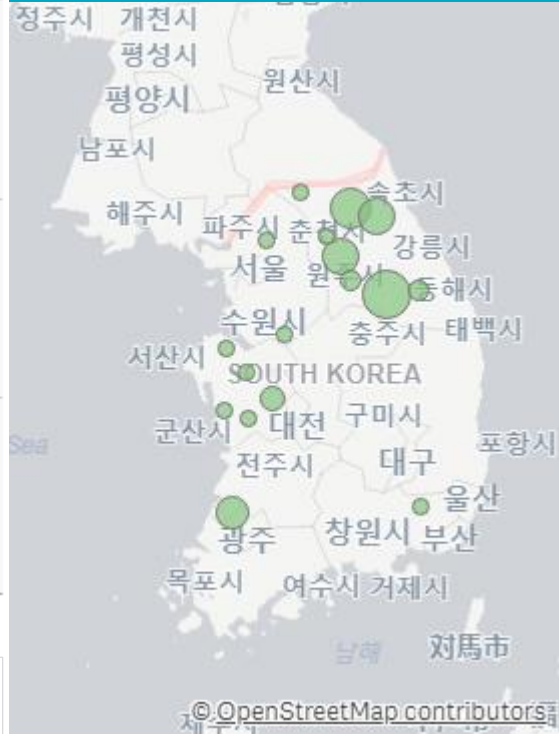 정주시
개천시
평성시
원산시
평양시
남포시
해주시
파주시
춘천시
속초시
강릉시
서울
원주시
동해시
수원시
충주시
태백시
서산시
SOUTH KOREA
군산시
대전
구미시
Sea
전주시
대구
포항시
울산
광주
창원시
부산
목포시
여수시
거제시
남해
対馬市
© OpenStreetMap contributors